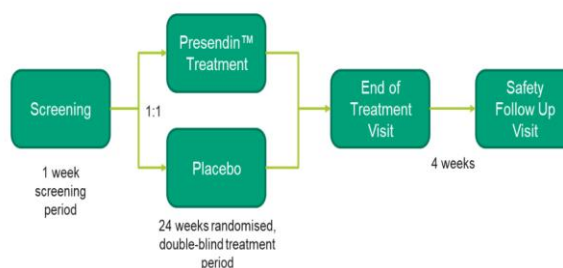 Presendin™
Treatment
Screening
1:1
End of
Treatment
Visit
Safety
Follow Up
Visit
Placebo
4 weeks
1 week
screening
period
24 weeks randomised,
double-blind treatment
period